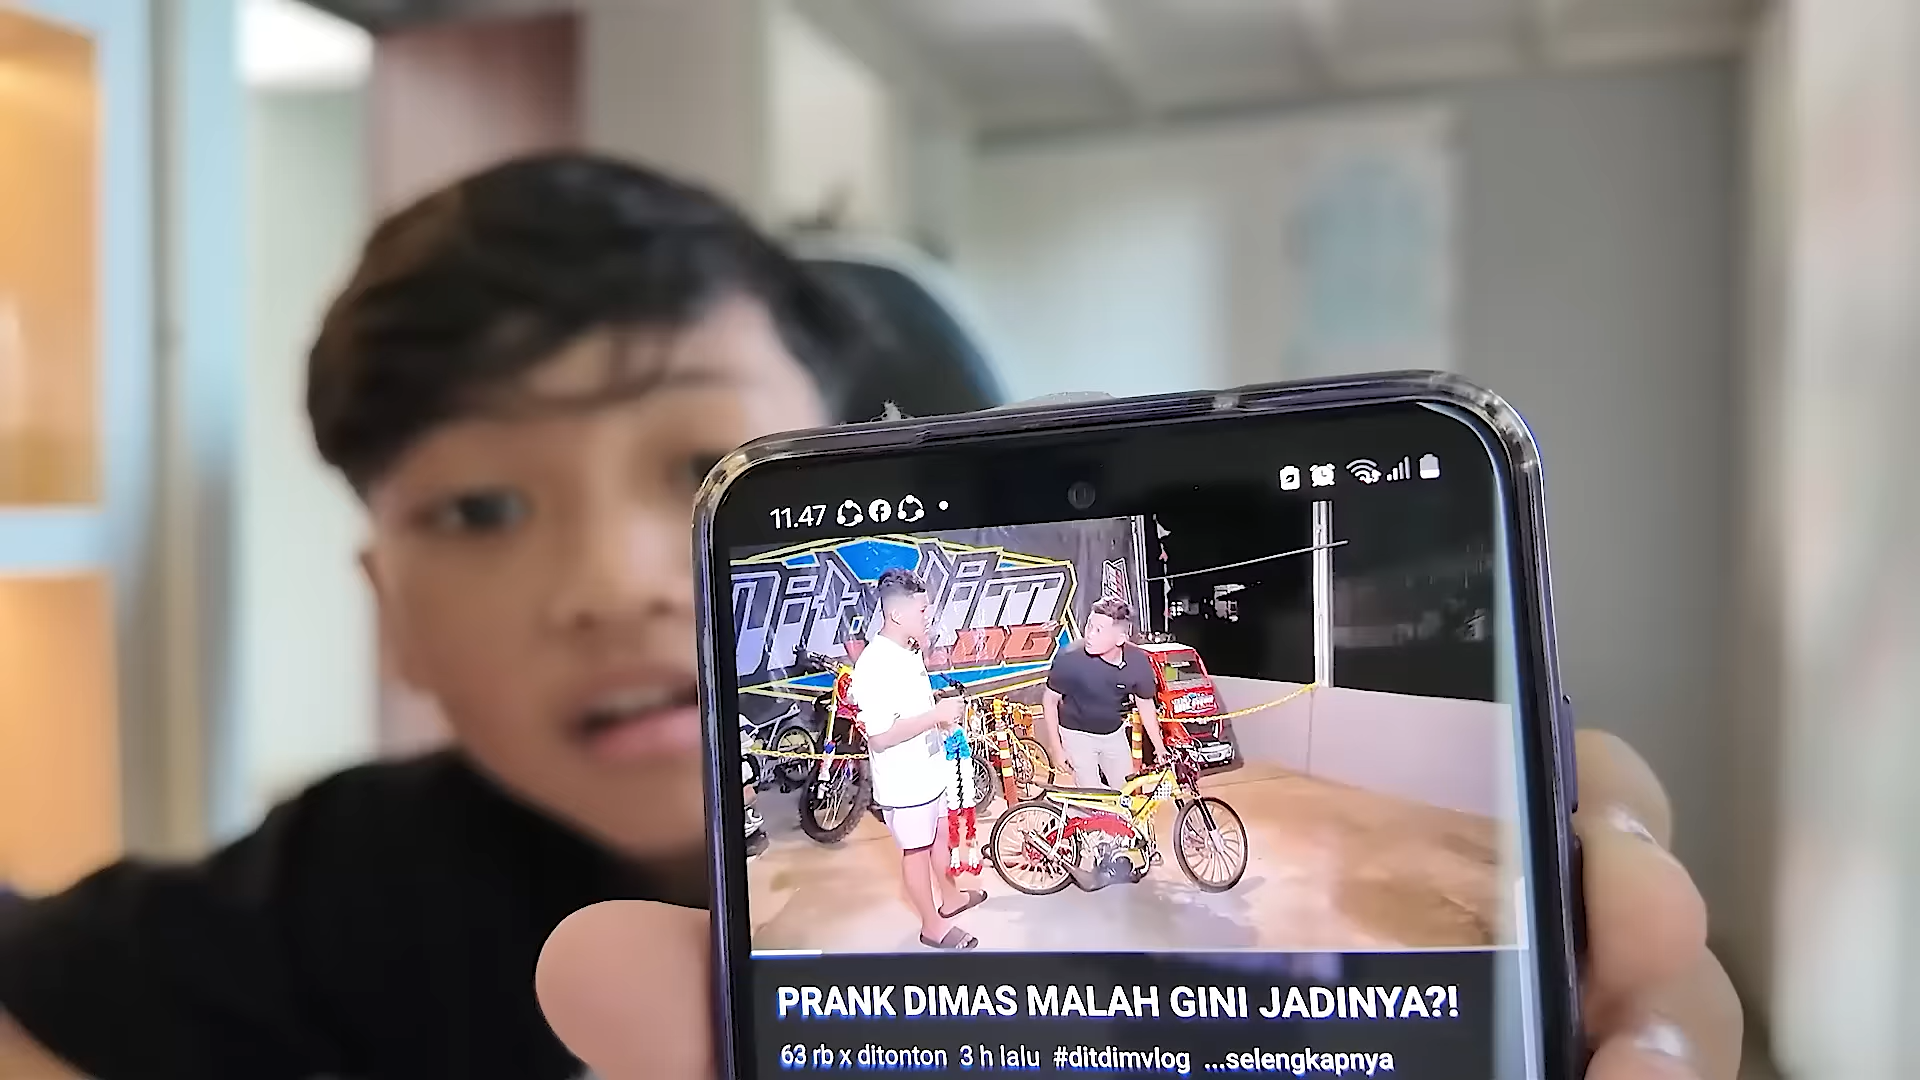 11.47
PRANK DIMAS MALAH GINI JADINYA?!
63 rb x ditonton 3 h lalu #ditdimvlog ...selengkapnya